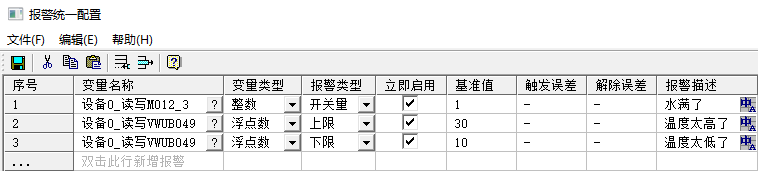 报警统一配置
文件(F) 编辑(E) 帮助(H)
序号 变量名称 变量类型 报警类型 立即启用 基准值 触发误差 解除误差 报警描述
1 设备0_读写M012_3 ? 整数 开关量 1 - - 水满了
2 设备0_读写VWUB049 ? 浮点数 上限 30 - - 温度太高了
3 设备0_读写VWUB049 ? 浮点数 下限 10 - - 温度太低了
... 双击此行新增报警